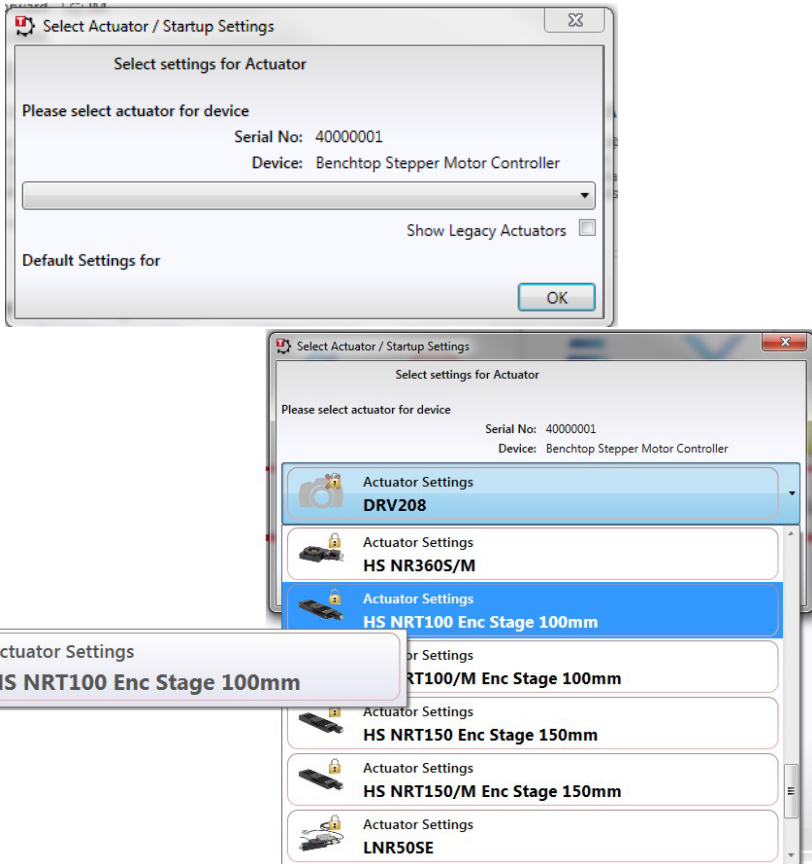 Select Actuator / Startup Settings
Select settings for Actuator
Please select actuator for device
Serial No: 40000001
Device: Benchtop Stepper Motor Controller
Show Legacy Actuators
Default Settings for
OK
Select Actuator / Startup Settings
Select settings for Actuator
Please select actuator for device
Serial No: 40000001
Device: Benchtop Stepper Motor Controller
Actuator Settings
DRV208
Actuator Settings
HS NR360S/M
Actuator Settings
HS NRT100 Enc Stage 100mm
ctuator Settings
HS NRT100 Enc Stage 100mm
or Settings
RT100/M Enc Stage 100mm
Actuator Settings
HS NRT150 Enc Stage 150mm
Actuator Settings
HS NRT150/M Enc Stage 150mm
Actuator Settings
LNR50SE